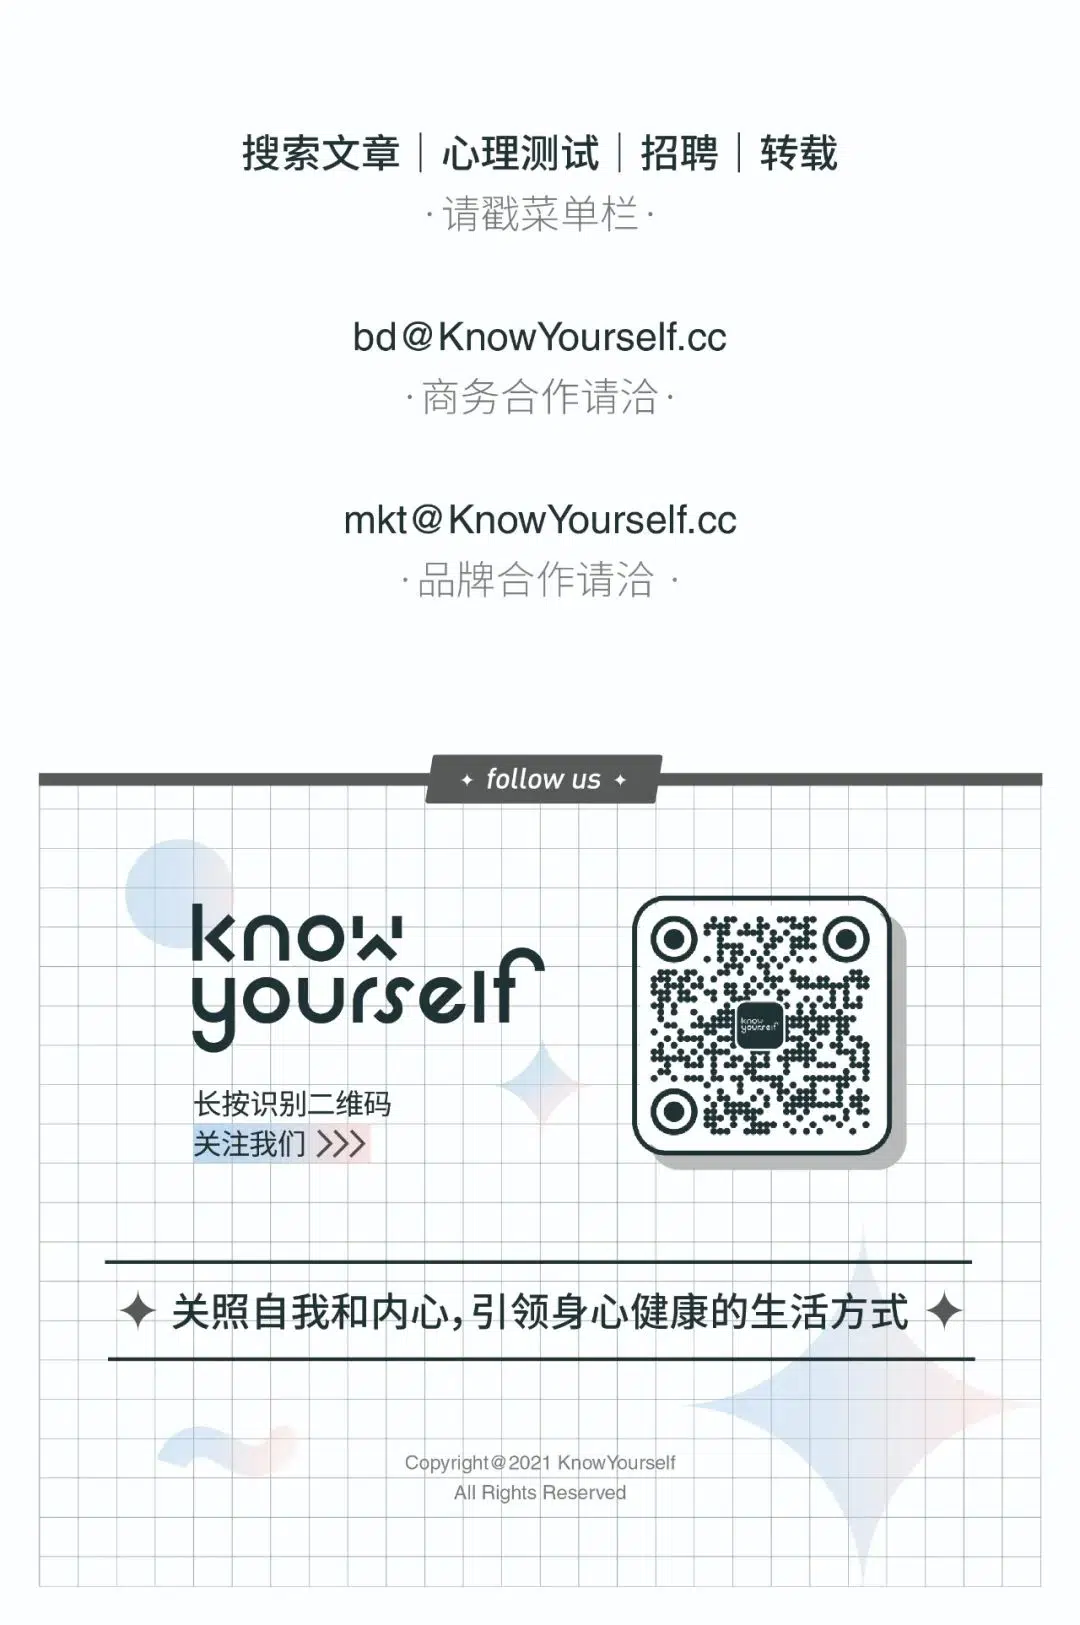 搜索文章｜心理测试｜招聘｜转载
·请戳菜单栏·
bd@KnowYourself.cc
·商务合作请洽·
mkt@KnowYourself.cc
·品牌合作请洽·
follow us
know
yourself
know
yourself
长按识别二维码
关注我们 >>>
关照自我和内心，引领身心健康的生活方式
Copyright@2021 KnowYourself
All Rights Reserved